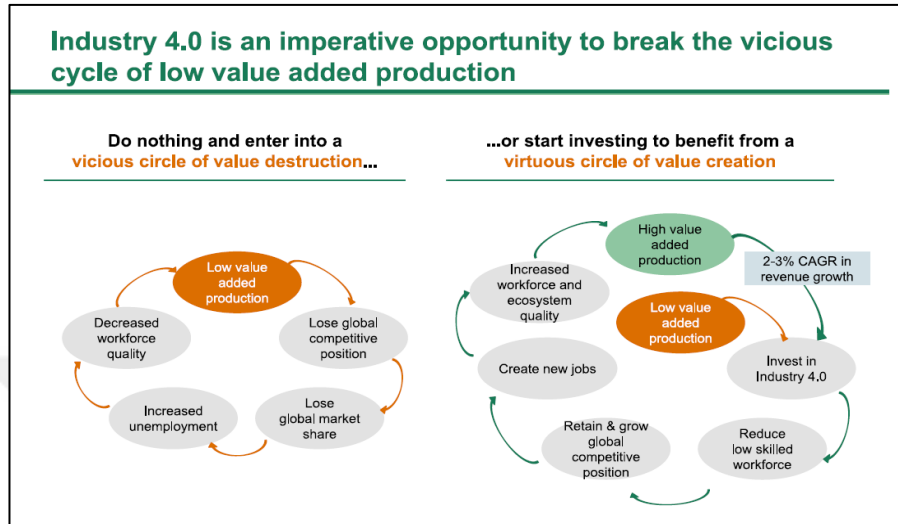 Industry 4.0 is an imperative opportunity to break the vicious
cycle of low value added production
Do nothing and enter into a
vicious circle of value destruction...
Low value
added
production
Lose global
competitive
position
Lose
global market
share
Increased
unemployment
Decreased
workforce
quality
...or start investing to benefit from a
virtuous circle of value creation
High value
added
production
2-3% CAGR in
revenue growth
Low value
added
production
Invest in
Industry 4.0
Reduce
low skilled
workforce
Retain & grow
global
competitive
position
Create new jobs
Increased
workforce and
ecosystem
quality